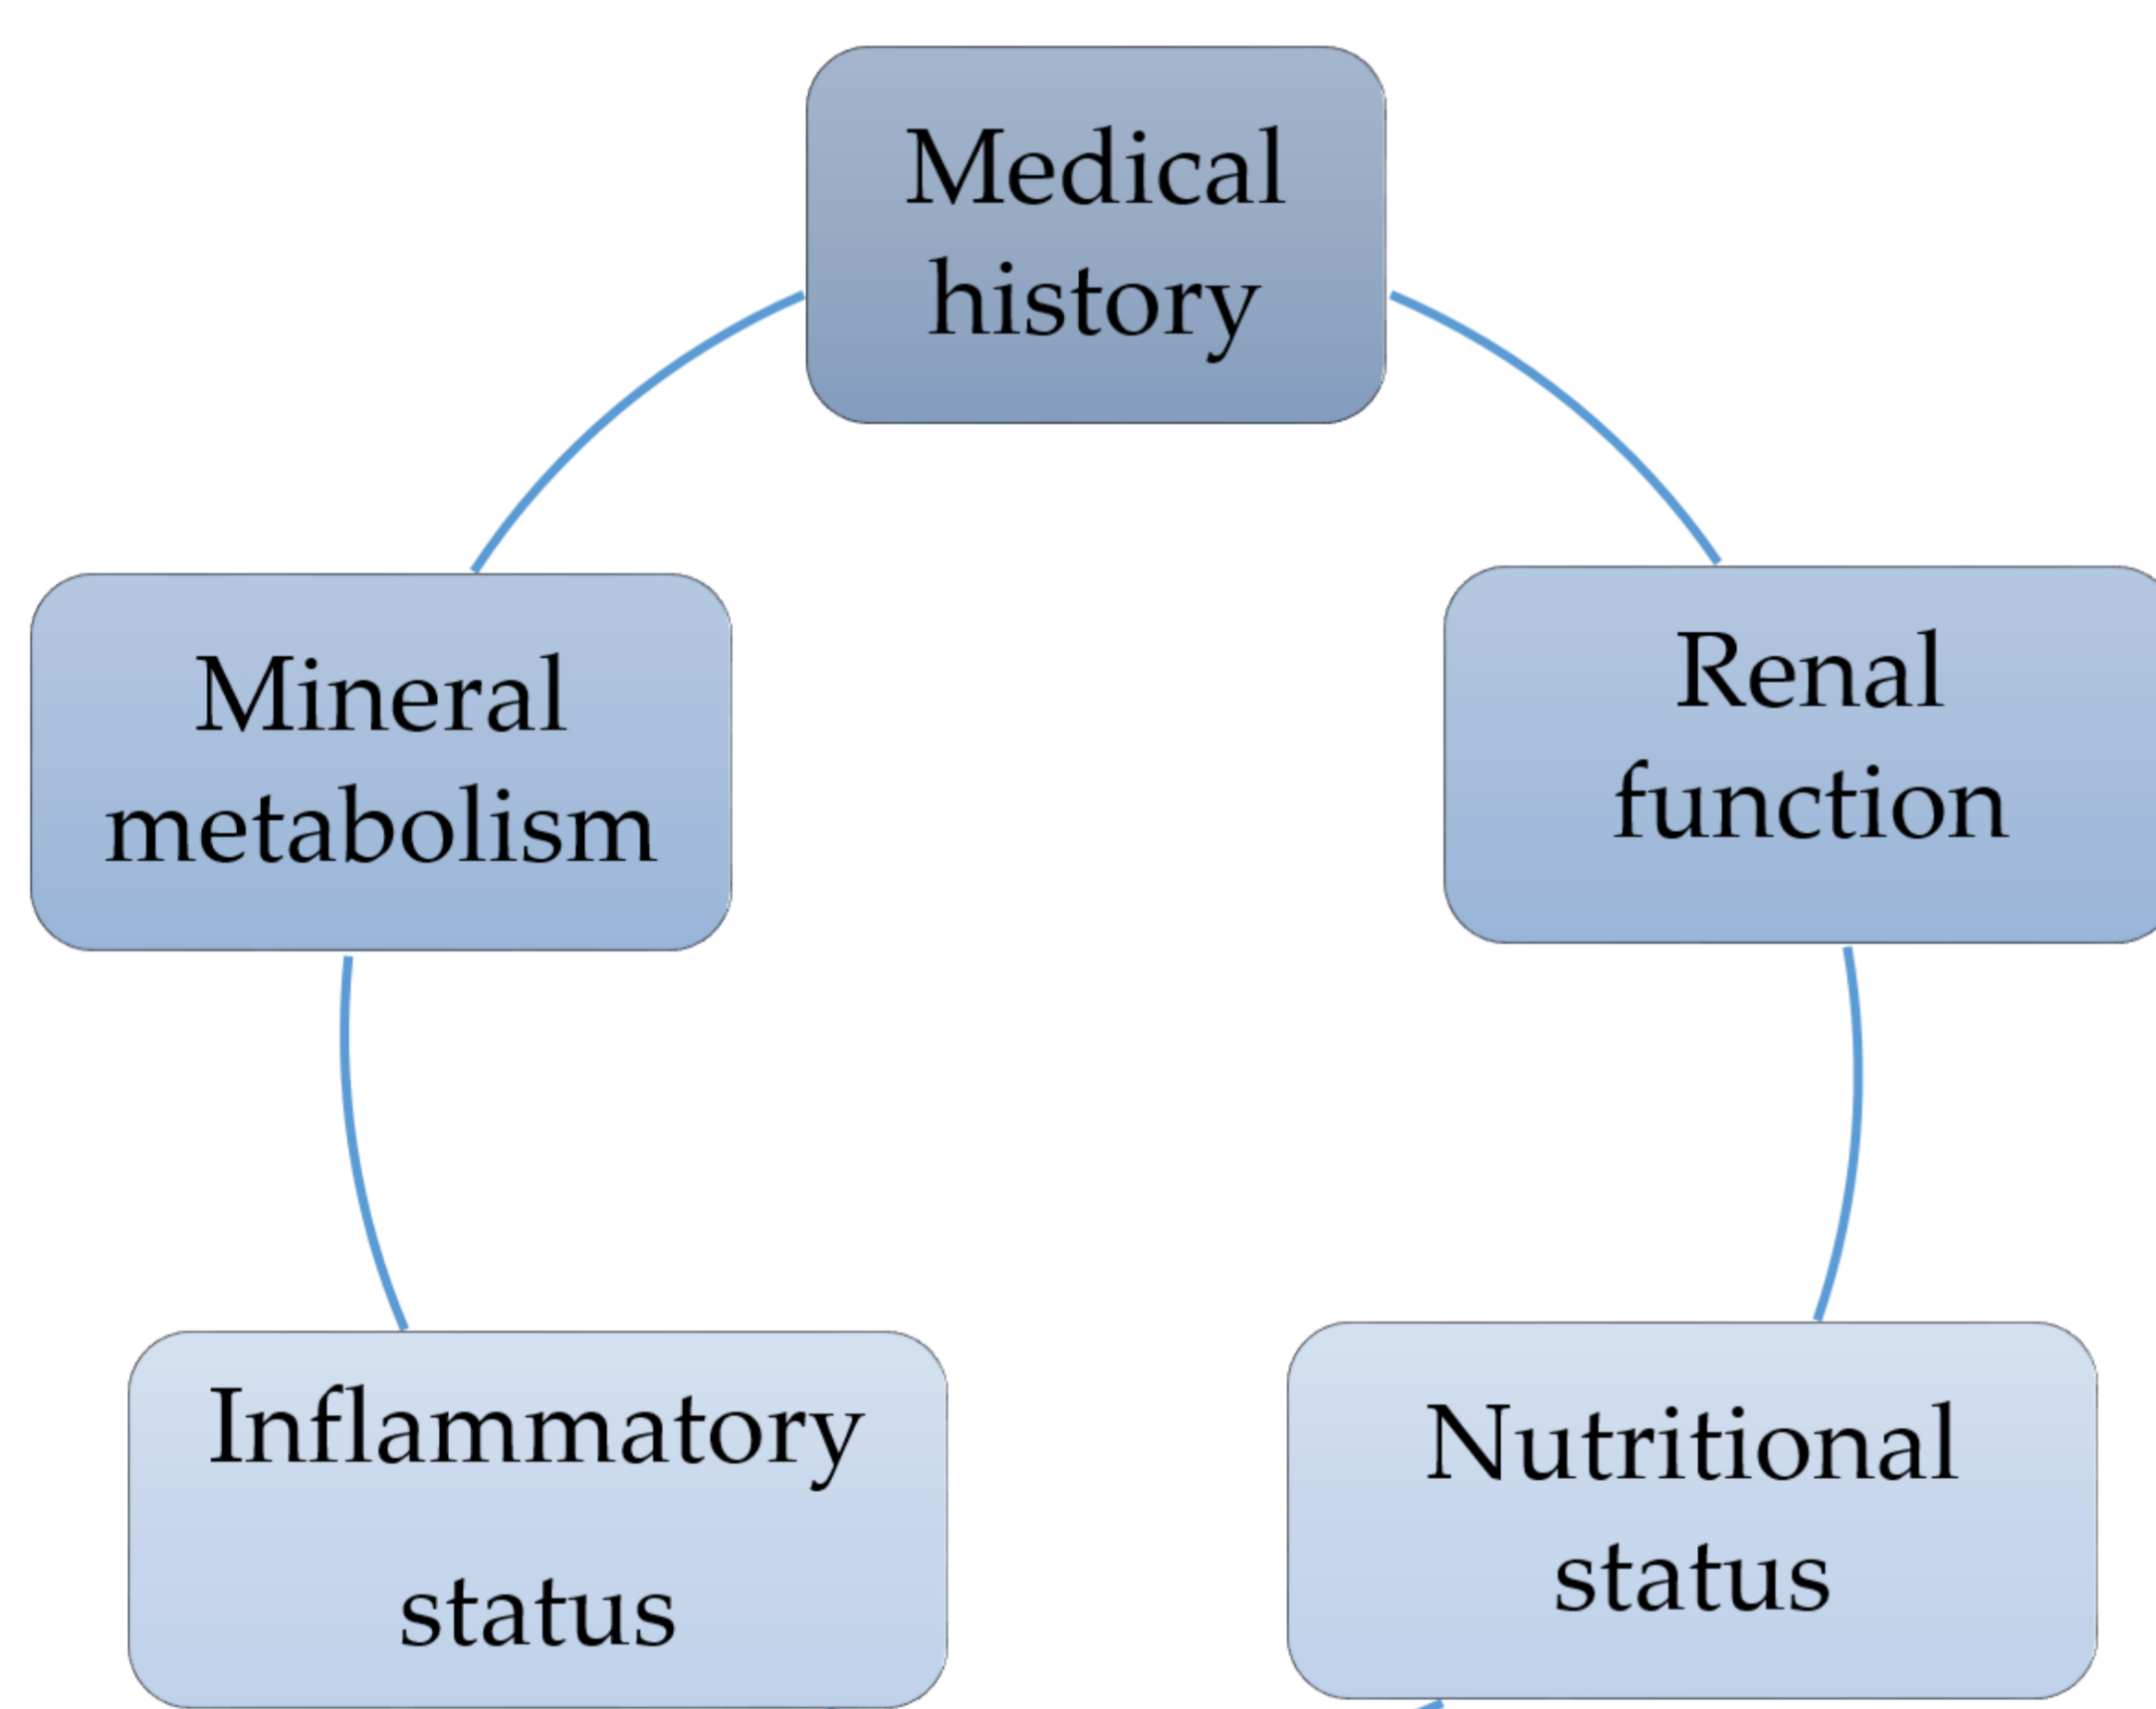 Medical
history
Mineral
metabolism
Renal
function
Inflammatory
status
Nutritional
status